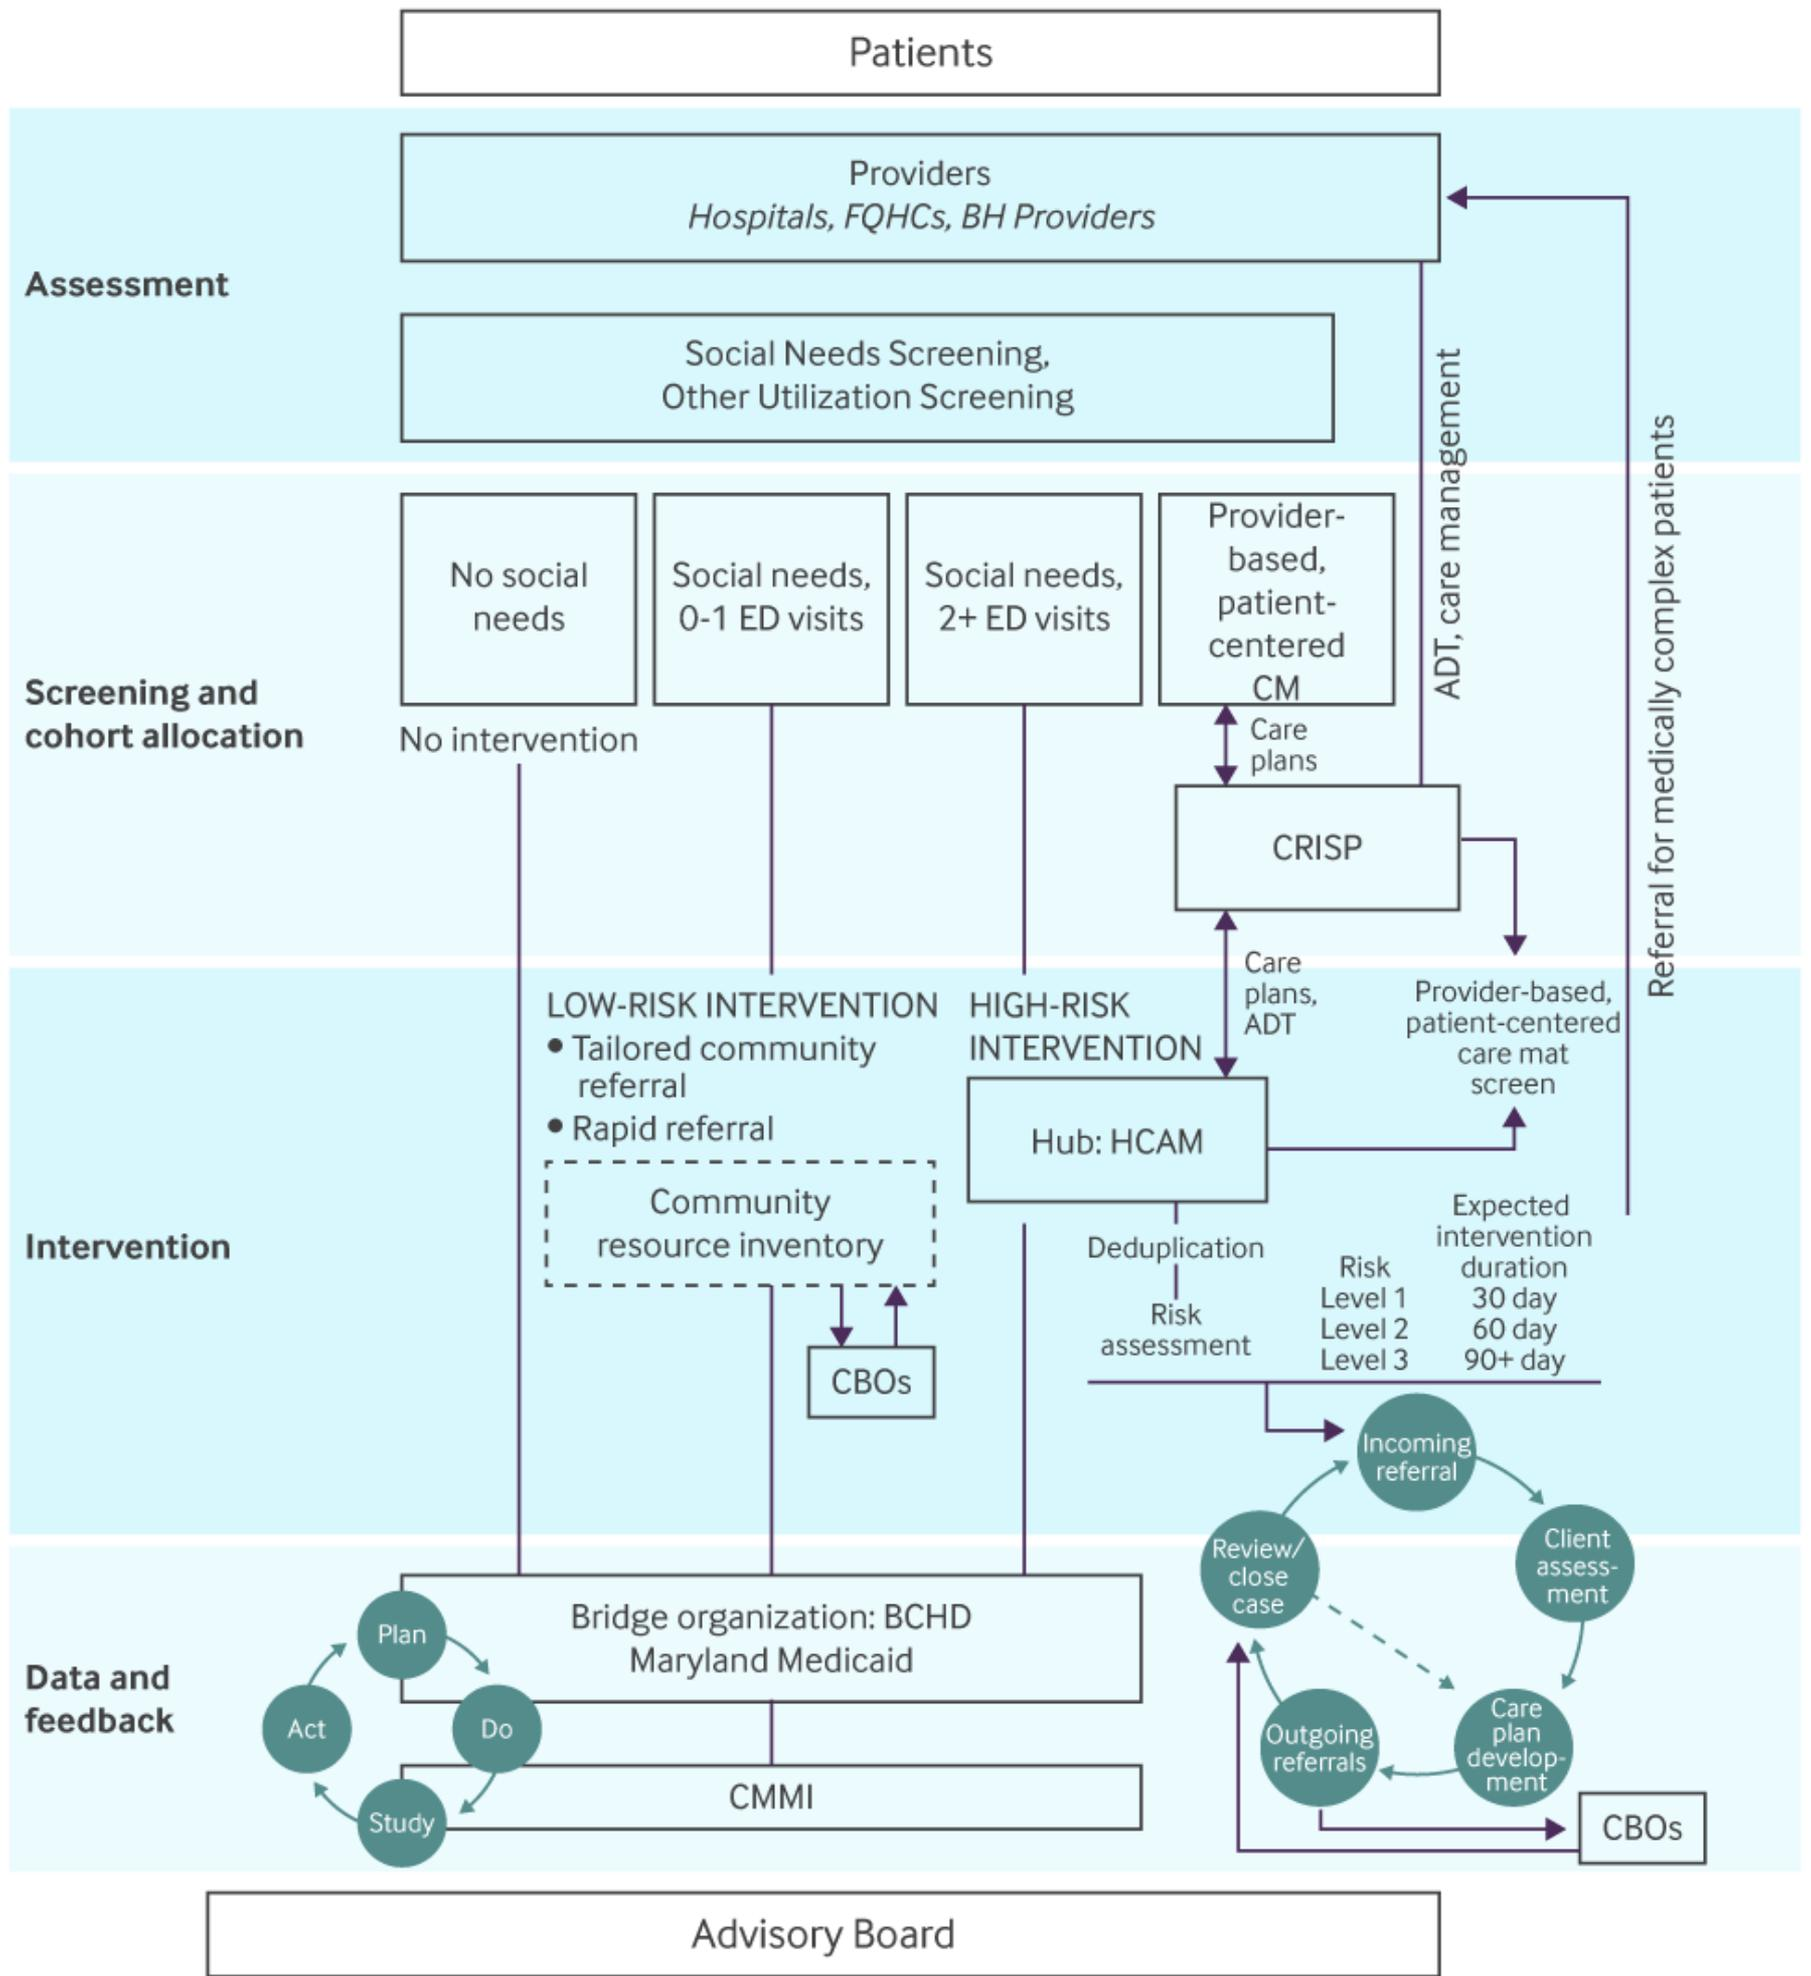 Patients
Providers
Hospitals, FQHCs, BH Providers
Assessment
Social Needs Screening,
Other Utilization Screening
ADT, care management
Referral for medically complex patients
Screening and
cohort allocation
No social
needs
No intervention
Social needs,
0-1 ED visits
Social needs,
2+ ED visits
Provider-
based,
patient-
centered
CM
Care
plans
CRISP
Care
plans,
ADT
Provider-based,
patient-centered
care mat
screen
Intervention
LOW-RISK INTERVENTION
• Tailored community
referral
• Rapid referral
Community
resource inventory
CBOs
HIGH-RISK
INTERVENTION
Hub: HCAM
Deduplication
Risk
assessment
Risk
Level 1
Level 2
Level 3
Expected
intervention
duration
30 day
60 day
90+ day
Incoming
referral
Client
assess-
ment
Care
plan
develop-
ment
Outgoing
referrals
Review/
close
case
CBOs
Data and
feedback
Plan
Do
Study
Act
Bridge organization: BCHD
Maryland Medicaid
CMMI
Advisory Board